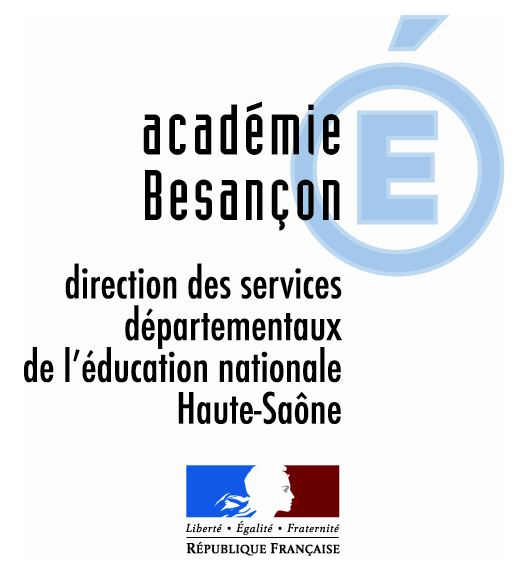 académie
Besançon
É
direction des services
départementaux
de l'éducation nationale
Haute-Saône
Liberté • Égalité • Fraternité
RÉPUBLIQUE FRANÇAISE